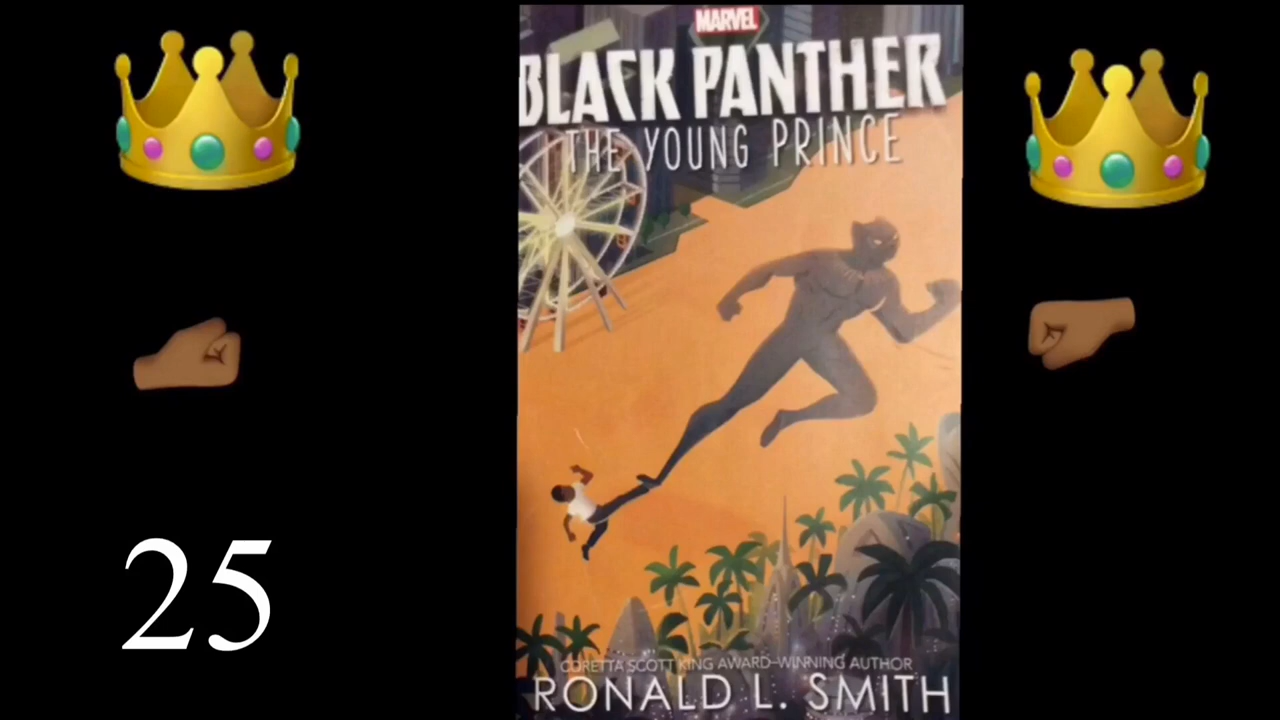 MARVEL
BLACK PANTHER
THE YOUNG PRINCE
25
CORETTA SCOTT KING AWARD-WINNING AUTHOR
RONALD L. SMITH